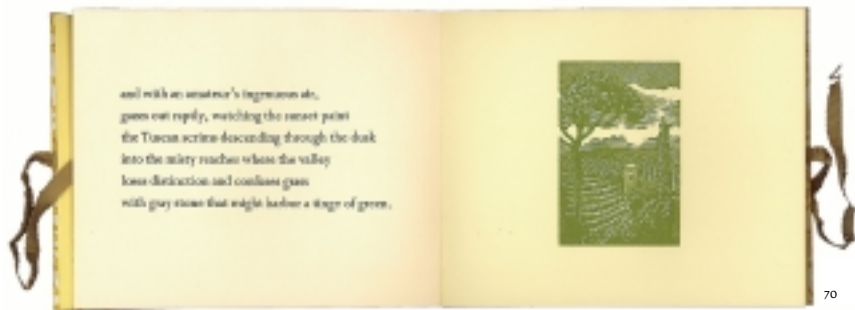 and with an amateur's ingenuous air,
gazes out raptly, watching the sunset paint
the Tuscan scrims descending through the dusk
into the misty reaches where the valley
loses distinction and confuses grass
with gray stone that might harbor a tinge of green.
70